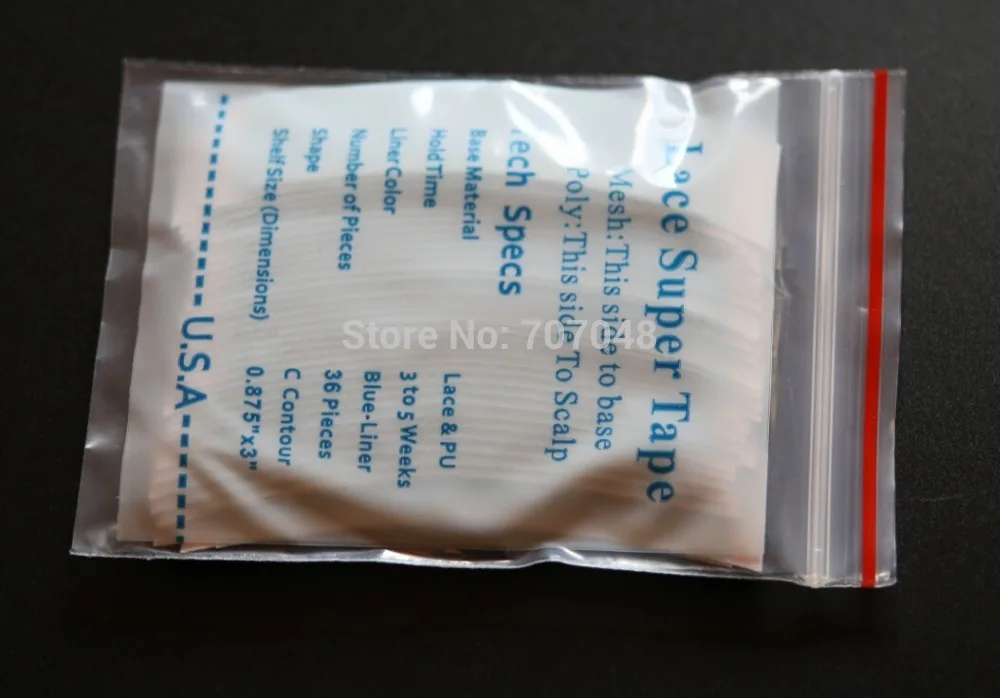 Lace Super Tape
Mesh:This side to base
Poly:This side To Scalp
Tech Specs
Base Material Lace & PU
Hold Time 3 to 5 Weeks
Liner Color Blue-Liner
Number of Pieces 36 Pieces
Shape C Contour
Shelf Size (Dimensions) 0.875"x3"
U.S.A
Store No: 707048